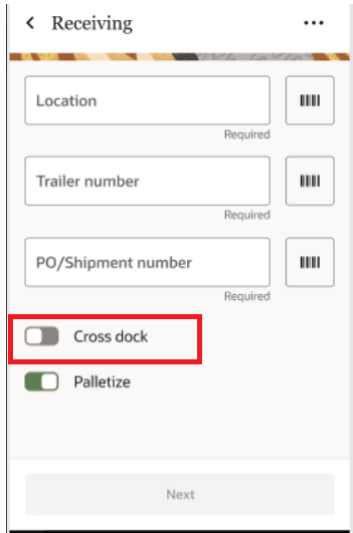 Receiving
Location
Required
Trailer number
Required
PO/Shipment number
Required
Cross dock
Palletize
Next